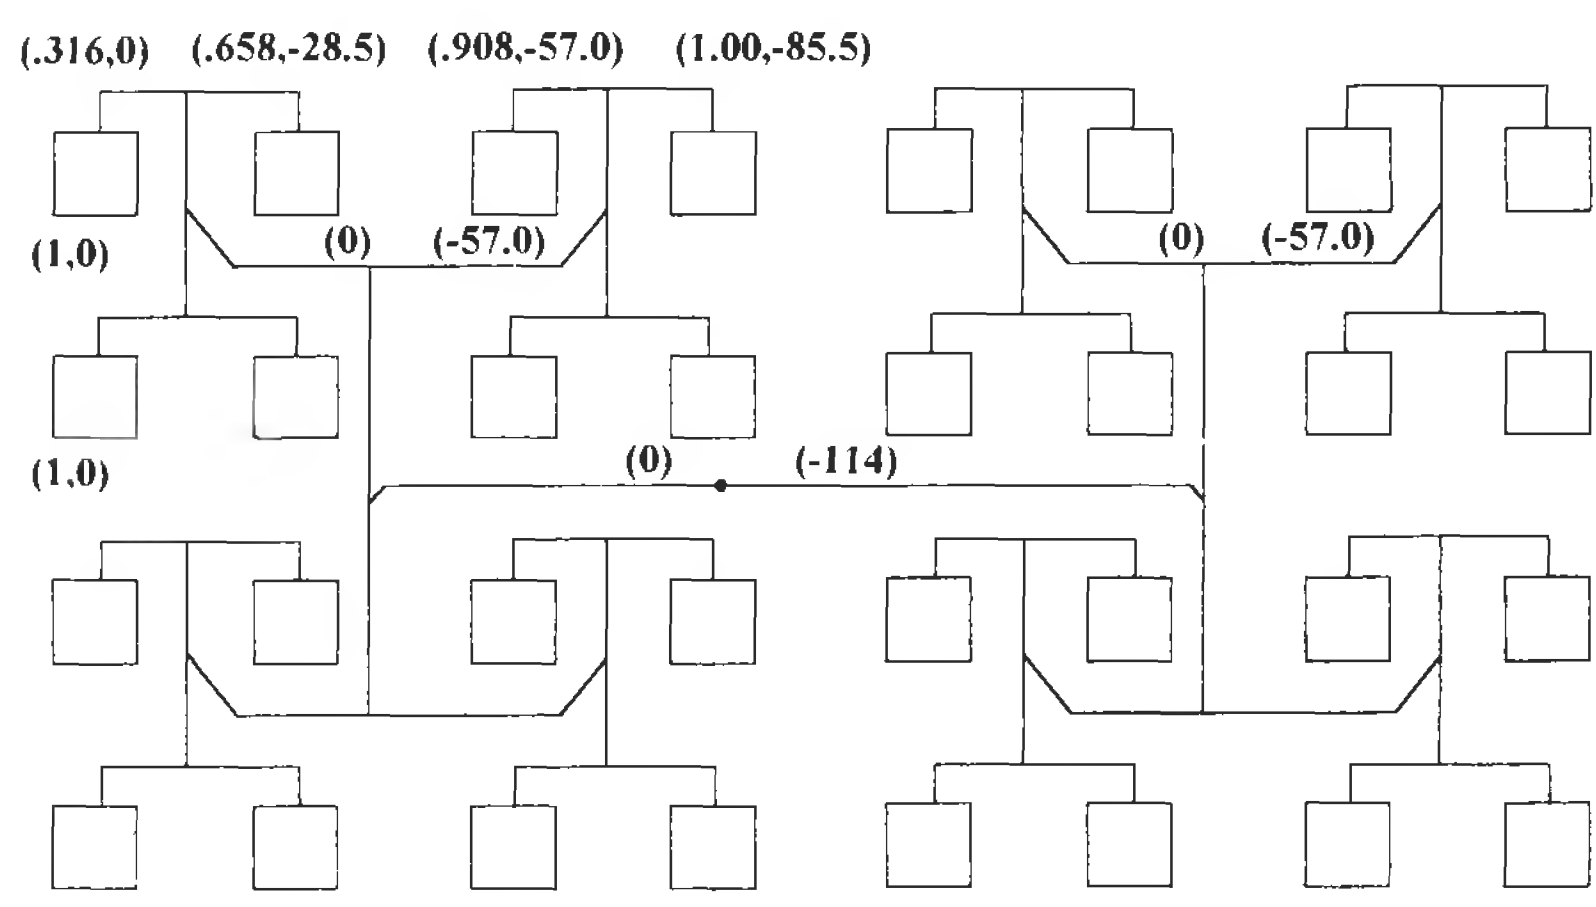 (.316,0) (.658,-28.5) (.908,-57.0) (1.00,-85.5)
(0) (-57.0) (0) (-57.0)
(1,0)
(0) (-114)
(1,0)